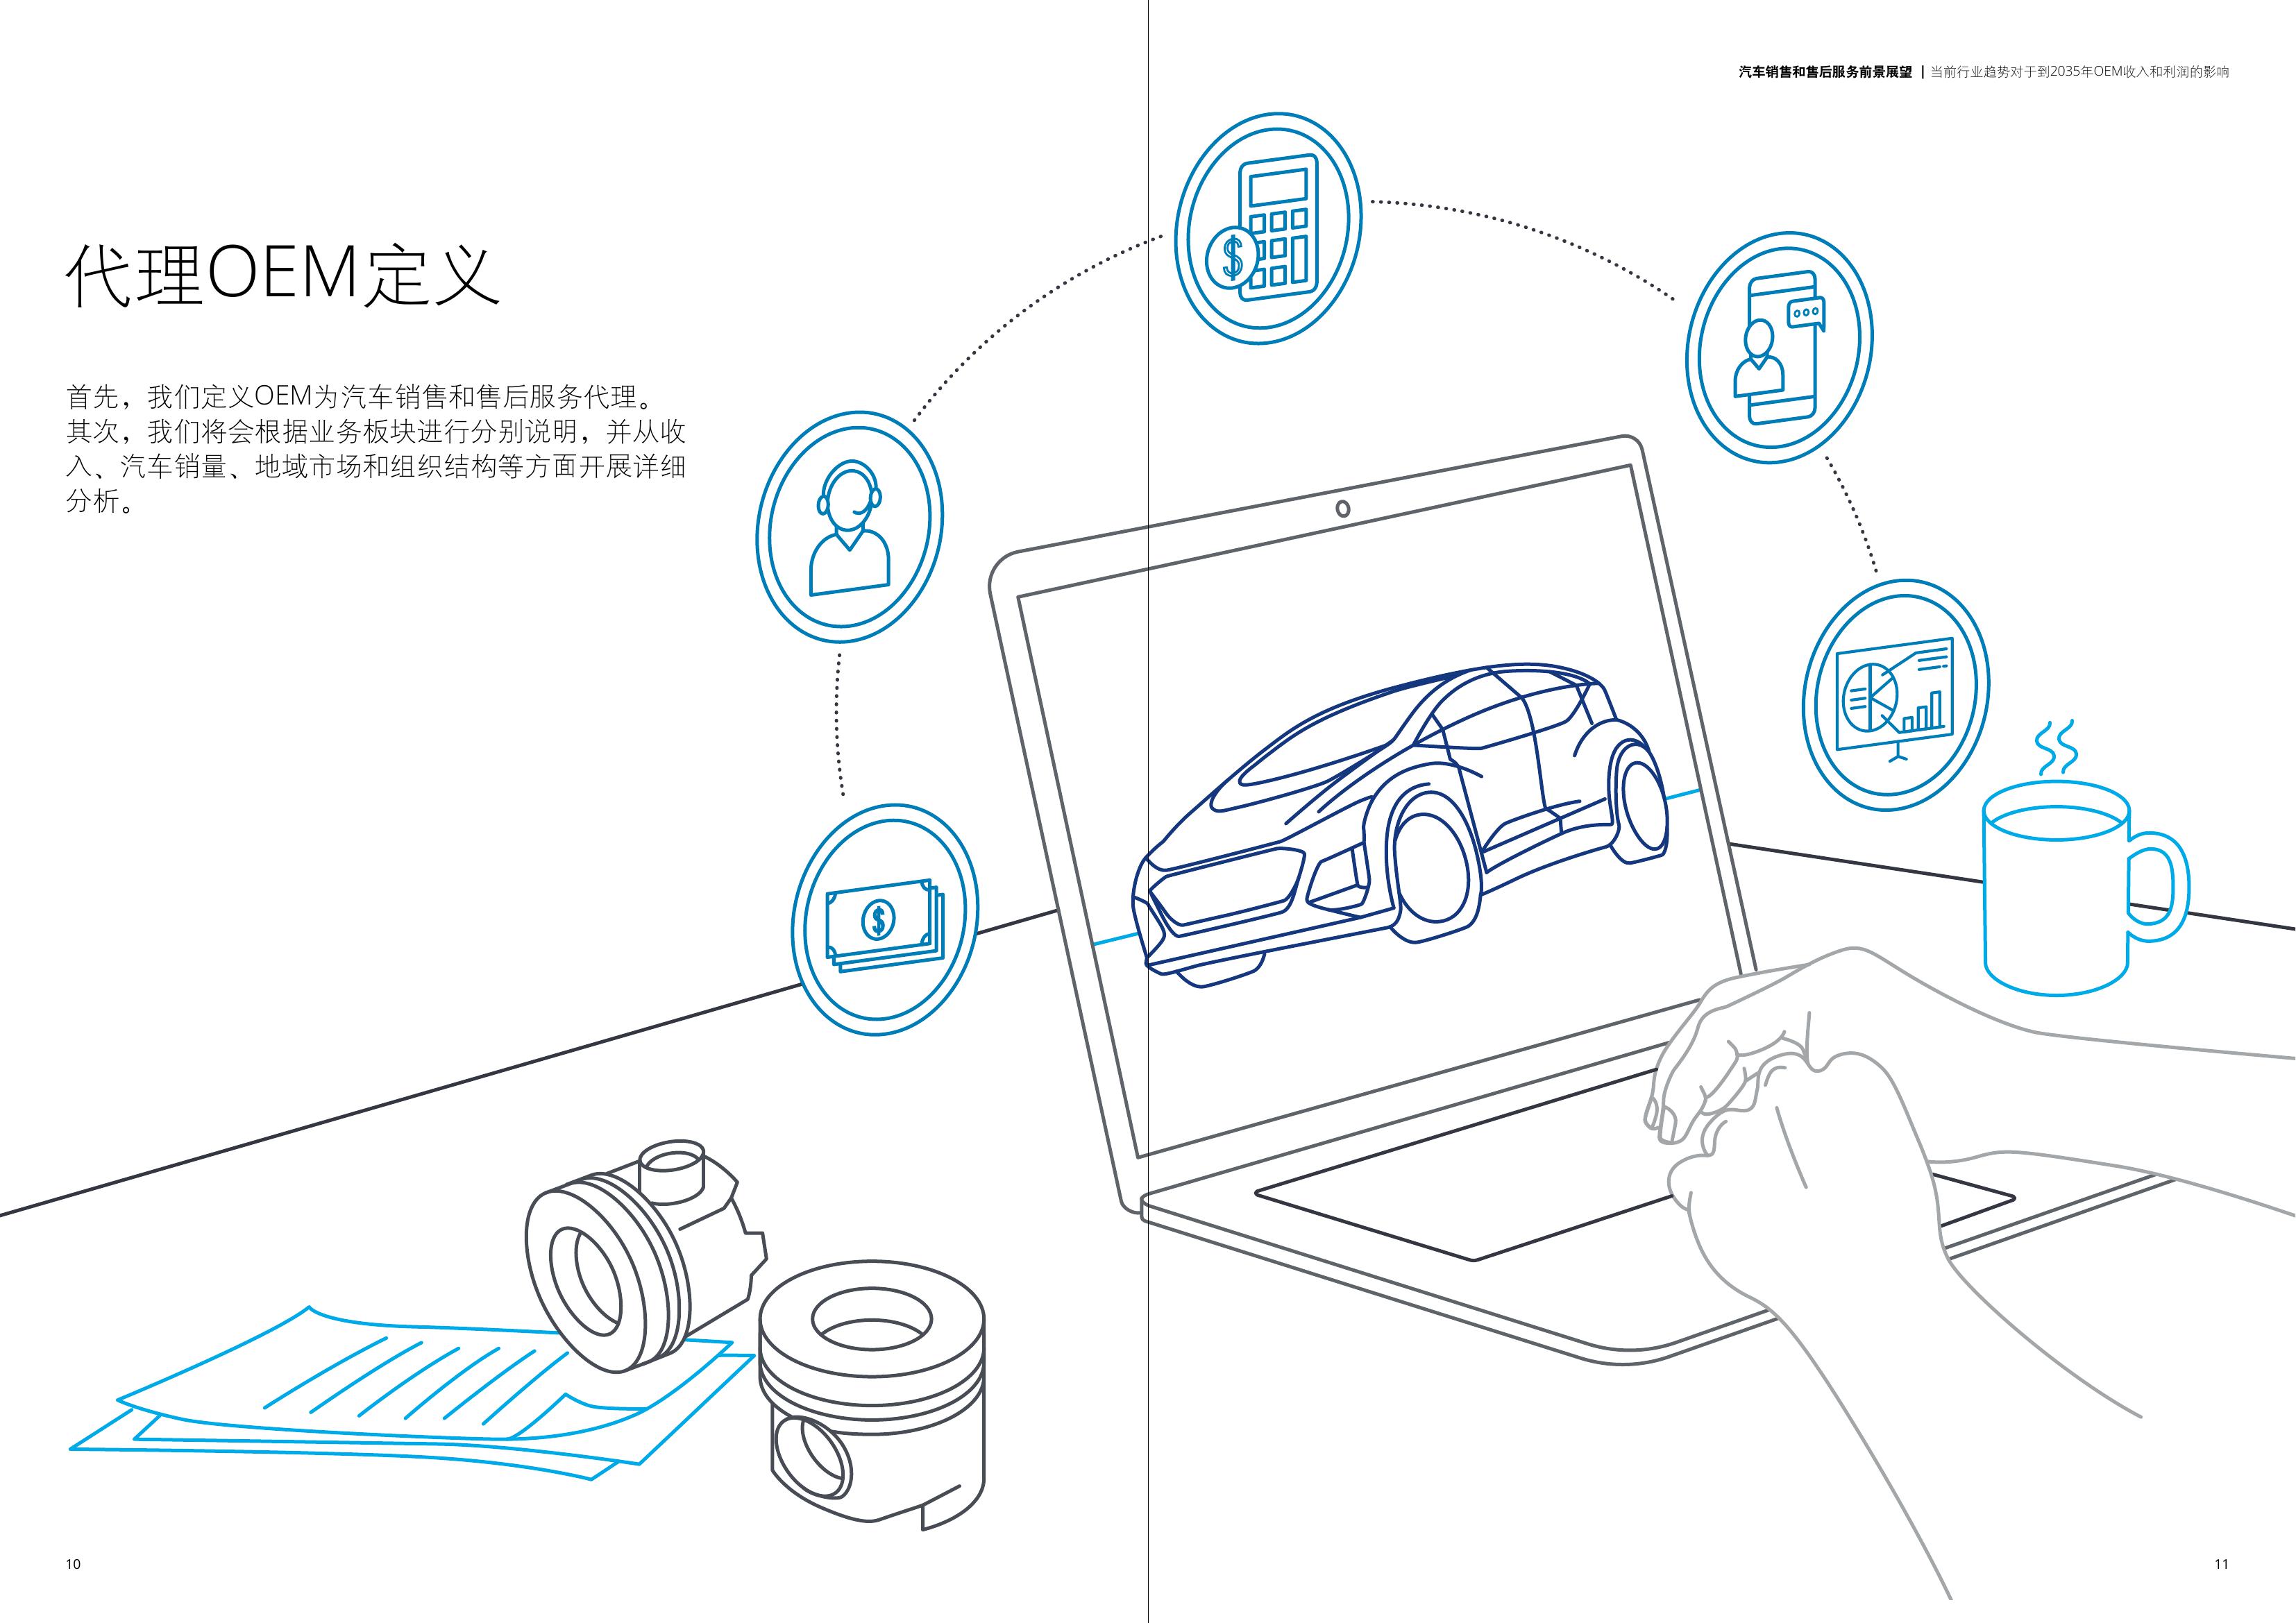 汽车销售和售后服务前景展望 | 当前行业趋势对于到2035年OEM收入和利润的影响
代理OEM定义
首先，我们定义OEM为汽车销售和售后服务代理。
其次，我们将会根据业务板块进行分别说明，并从收
入、汽车销量、地域市场和组织结构等方面开展详细
分析。
$
$
10
11